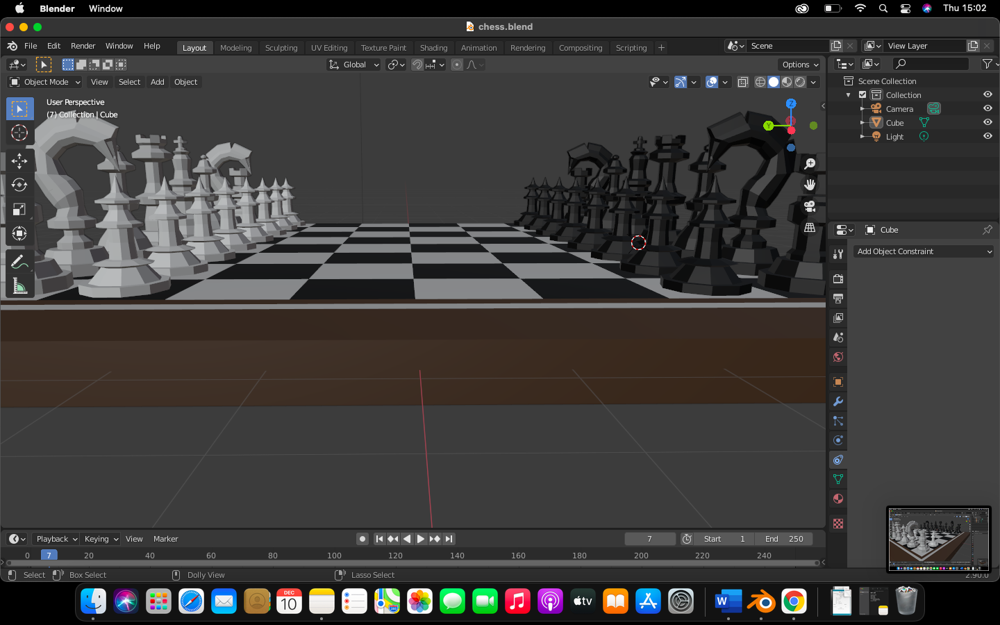 Blender Window Thu 15:02
chess.blend
File Edit Render Window Help Layout Modeling Sculpting UV Editing Texture Paint Shading Animation Rendering Compositing Scripting + Scene View Layer
Global Options
Object Mode View Select Add Object
Scene Collection
User Perspective
(7) Collection | Cube
Collection
Camera
Cube
Light
Z
Y
Cube
Add Object Constraint
Playback Keying View Marker 7 Start 1 End 250
0 7 20 40 60 80 100 120 140 160 180 200 220 240
Select Box Select Dolly View Lasso Select 2.90.0
DEC
10
tv
W